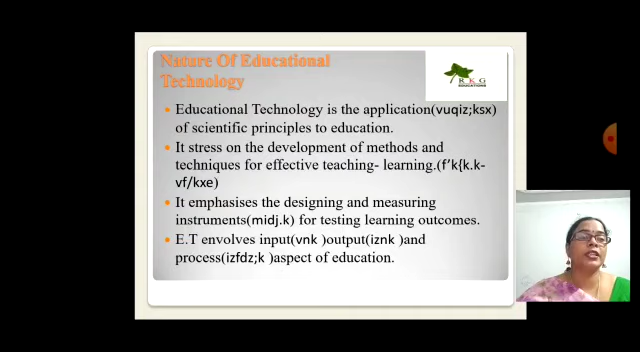 Nature Of Educational
Technology
R K G
EDUCATIONS
Educational Technology is the application(vuqiz;ksx)
of scientific principles to education.
It stress on the development of methods and
techniques for effective teaching- learning.(f'k{k.k-
vf/kxe)
It emphasises the designing and measuring
instruments(midj.k) for testing learning outcomes.
E.T envolves input(vnk )output(iznk )and
process(izfdz;k )aspect of education.